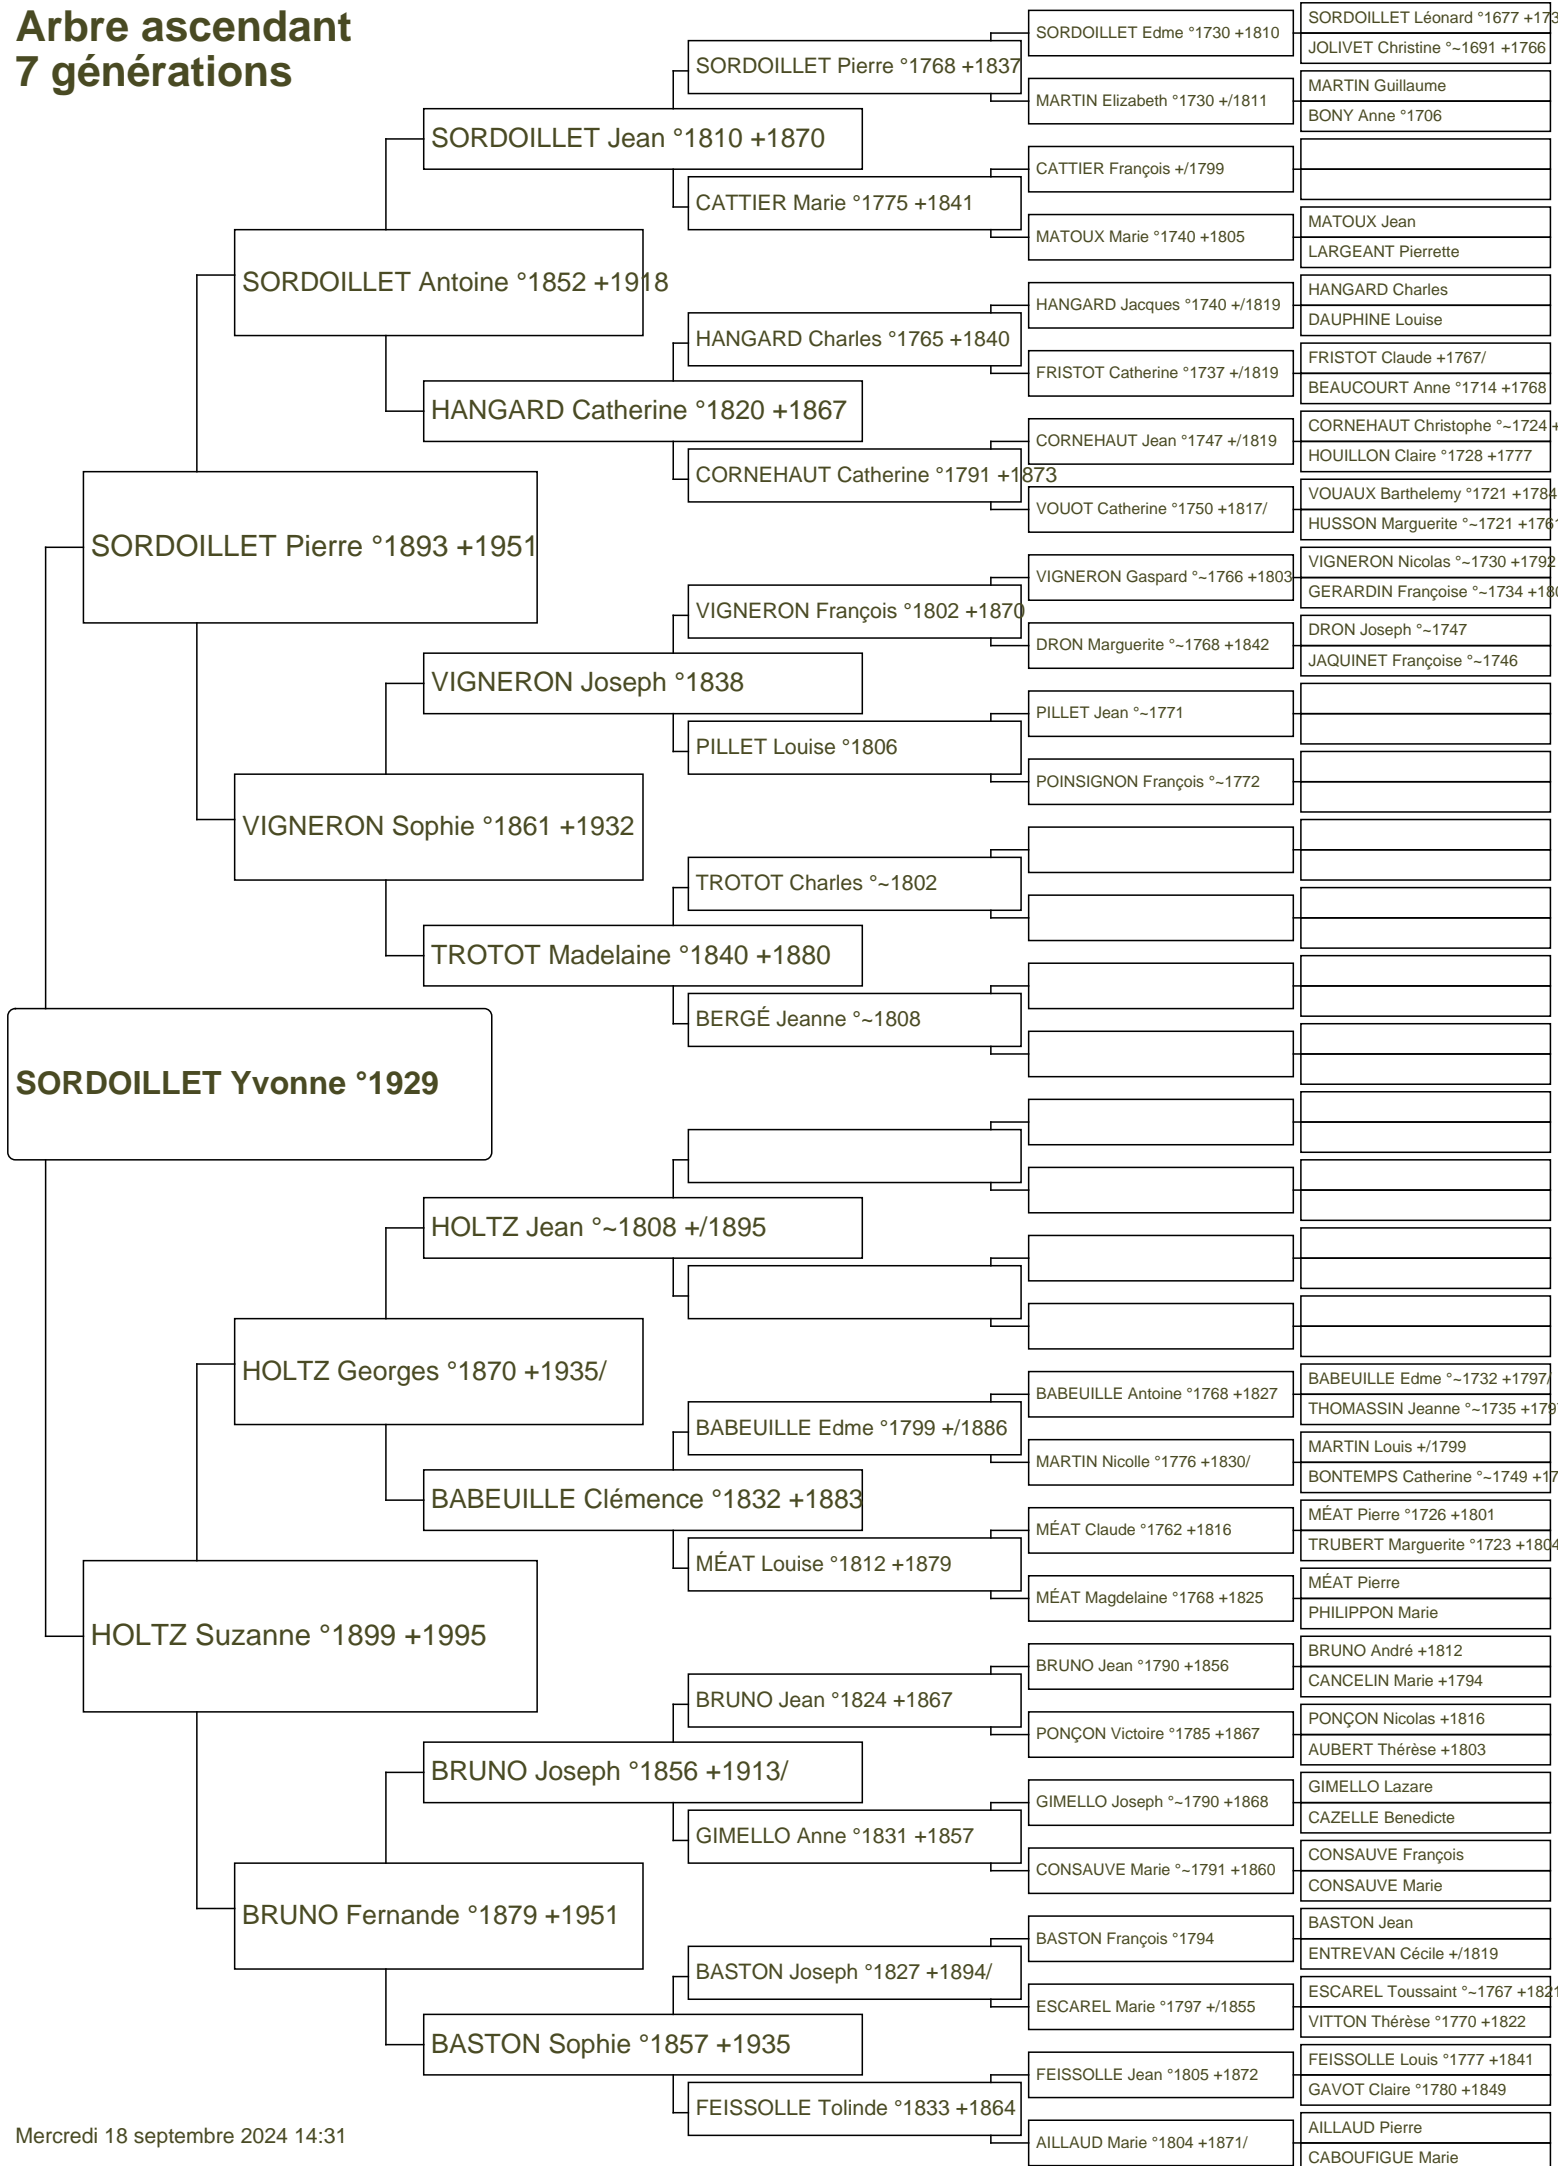 Arbre ascendant
7 générations
SORDOILLET Yvonne °1929
SORDOILLET Pierre °1893 +1951
HOLTZ Suzanne °1899 +1995
SORDOILLET Antoine °1852 +1918
VIGNERON Sophie °1861 +1932
HOLTZ Georges °1870 +1935/
BRUNO Fernande °1879 +1951
SORDOILLET Jean °1810 +1870
HANGARD Catherine °1820 +1867
VIGNERON Joseph °1838
TROTOT Madelaine °1840 +1880
HOLTZ Jean °~1808 +/1895
BABEUILLE Clémence °1832 +1883
BRUNO Joseph °1856 +1913/
BASTON Sophie °1857 +1935
SORDOILLET Pierre °1768 +1837
CATTIER Marie °1775 +1841
HANGARD Charles °1765 +1840
CORNEHAUT Catherine °1791 +1873
VIGNERON François °1802 +1870
PILLET Louise °1806
TROTOT Charles °~1802
BERGÉ Jeanne °~1808
BABEUILLE Edme °1799 +/1886
MÉAT Louise °1812 +1879
BRUNO Jean °1824 +1867
GIMELLO Anne °1831 +1857
BASTON Joseph °1827 +1894/
FEISSOLLE Tolinde °1833 +1864
SORDOILLET Edme °1730 +1810
MARTIN Elizabeth °1730 +/1811
CATTIER François +/1799
MATOUX Marie °1740 +1805
HANGARD Jacques °1740 +/1819
FRISTOT Catherine °1737 +/1819
CORNEHAUT Jean °1747 +/1819
VOUOT Catherine °1750 +1817/
VIGNERON Gaspard °~1766 +1803
DRON Marguerite °~1768 +1842
PILLET Jean °~1771
POINSIGNON François °~1772
BABEUILLE Antoine °1768 +1827
MARTIN Nicolle °1776 +1830/
MÉAT Claude °1762 +1816
MÉAT Magdelaine °1768 +1825
BRUNO Jean °1790 +1856
PONÇON Victoire °1785 +1867
GIMELLO Joseph °~1790 +1868
CONSAUVE Marie °~1791 +1860
BASTON François °1794
ESCAREL Marie °1797 +/1855
FEISSOLLE Jean °1805 +1872
AILLAUD Marie °1804 +1871/
SORDOILLET Léonard °1677 +173
JOLIVET Christine °~1691 +1766
MARTIN Guillaume
BONY Anne °1706
MATOUX Jean
LARGEANT Pierrette
HANGARD Charles
DAUPHINE Louise
FRISTOT Claude +1767/
BEAUCOURT Anne °1714 +1768
CORNEHAUT Christophe °~1724 +
HOUILLON Claire °1728 +1777
VOUAUX Barthelemy °1721 +1784
HUSSON Marguerite °~1721 +1761
VIGNERON Nicolas °~1730 +1792
GERARDIN Françoise °~1734 +180
DRON Joseph °~1747
JAQUINET Françoise °~1746
BABEUILLE Edme °~1732 +1797/
THOMASSIN Jeanne °~1735 +1797
MARTIN Louis +/1799
BONTEMPS Catherine °~1749 +17
MÉAT Pierre °1726 +1801
TRUBERT Marguerite °1723 +1804
MÉAT Pierre
PHILIPPON Marie
BRUNO André +1812
CANCELIN Marie +1794
PONÇON Nicolas +1816
AUBERT Thérèse +1803
GIMELLO Lazare
CAZELLE Benedicte
CONSAUVE François
CONSAUVE Marie
BASTON Jean
ENTREVAN Cécile +/1819
ESCAREL Toussaint °~1767 +1821
VITTON Thérèse °1770 +1822
FEISSOLLE Louis °1777 +1841
GAVOT Claire °1780 +1849
AILLAUD Pierre
CABOUFIGUE Marie
Mercredi 18 septembre 2024 14:31